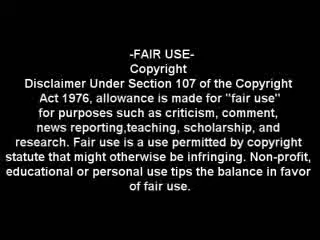 -FAIR USE-
Copyright
Disclaimer Under Section 107 of the Copyright
Act 1976, allowance is made for "fair use"
for purposes such as criticism, comment,
news reporting,teaching, scholarship, and
research. Fair use is a use permitted by copyright
statute that might otherwise be infringing. Non-profit,
educational or personal use tips the balance in favor
of fair use.